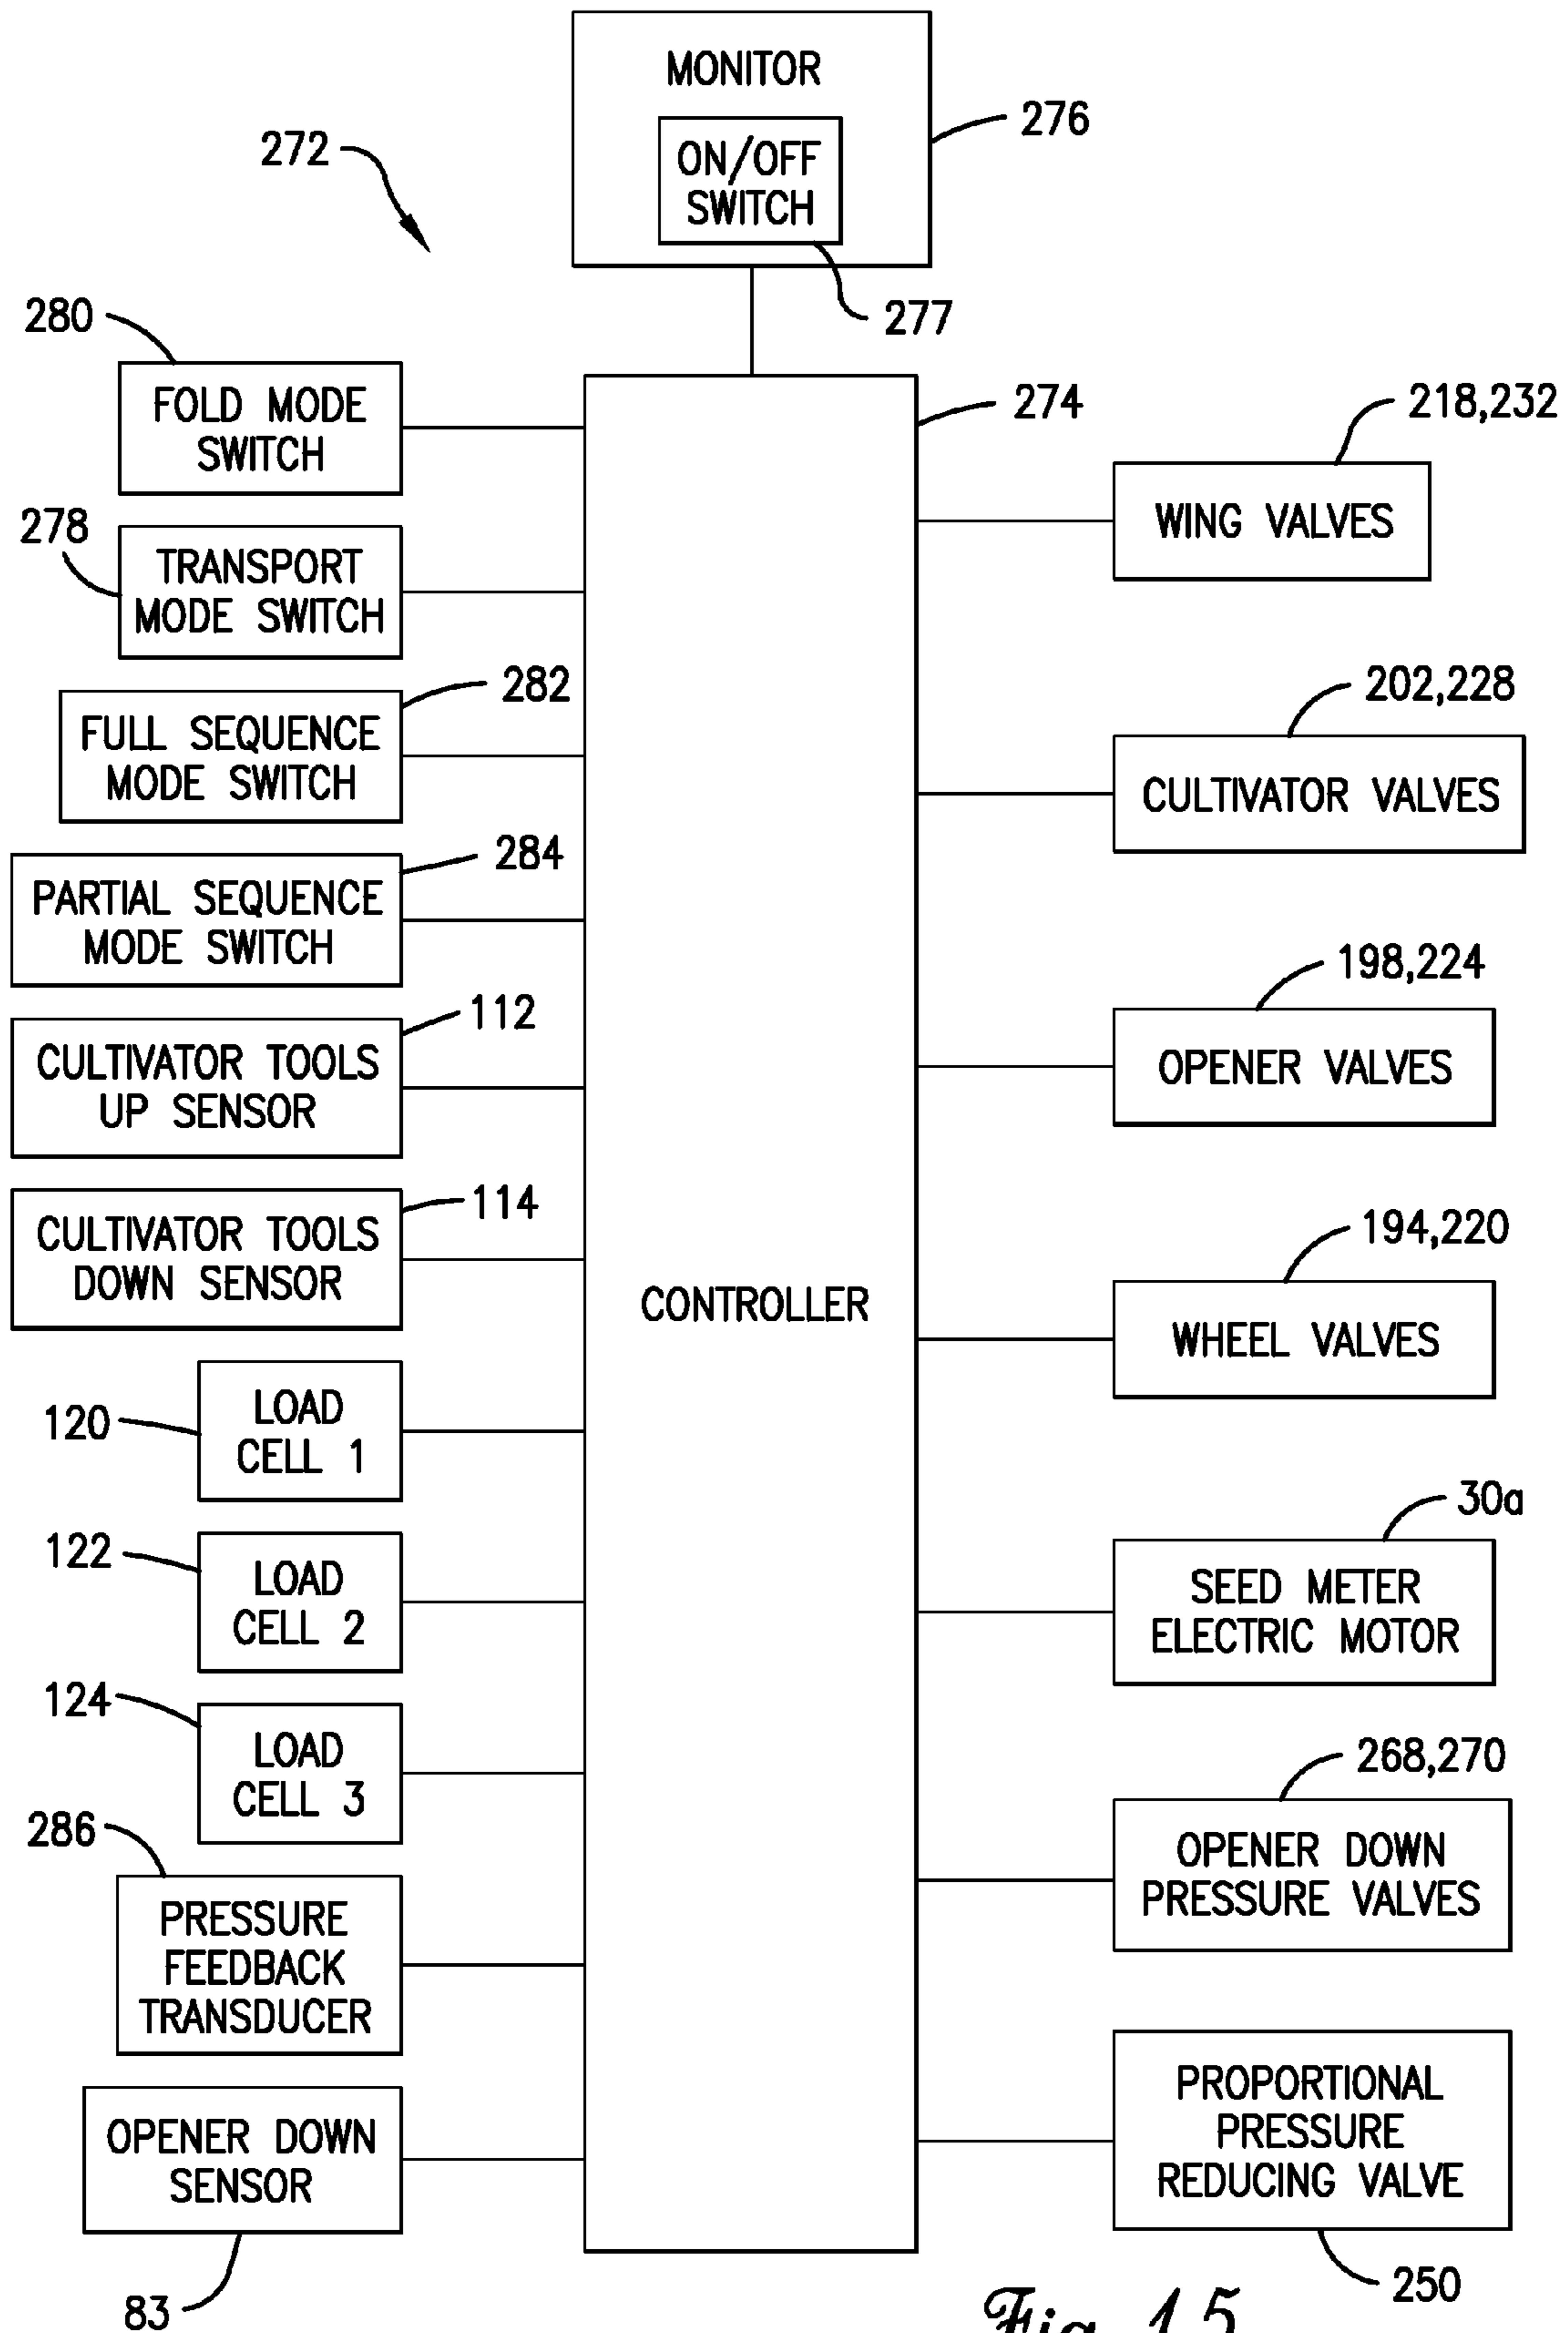 MONITOR
276
ON/OFF
SWITCH
272
277
280
FOLD MODE
SWITCH
274
218,232
WING VALVES
278
TRANSPORT
MODE SWITCH
282
FULL SEQUENCE
MODE SWITCH
202,228
CULTIVATOR VALVES
284
PARTIAL SEQUENCE
MODE SWITCH
198,224
OPENER VALVES
112
CULTIVATOR TOOLS
UP SENSOR
114
CULTIVATOR TOOLS
DOWN SENSOR
CONTROLLER
194,220
WHEEL VALVES
120
LOAD
CELL 1
30a
SEED METER
ELECTRIC MOTOR
122
LOAD
CELL 2
124
LOAD
CELL 3
268,270
OPENER DOWN
PRESSURE VALVES
286
PRESSURE
FEEDBACK
TRANSDUCER
PROPORTIONAL
PRESSURE
REDUCING VALVE
250
OPENER DOWN
SENSOR
83
Fig. 15